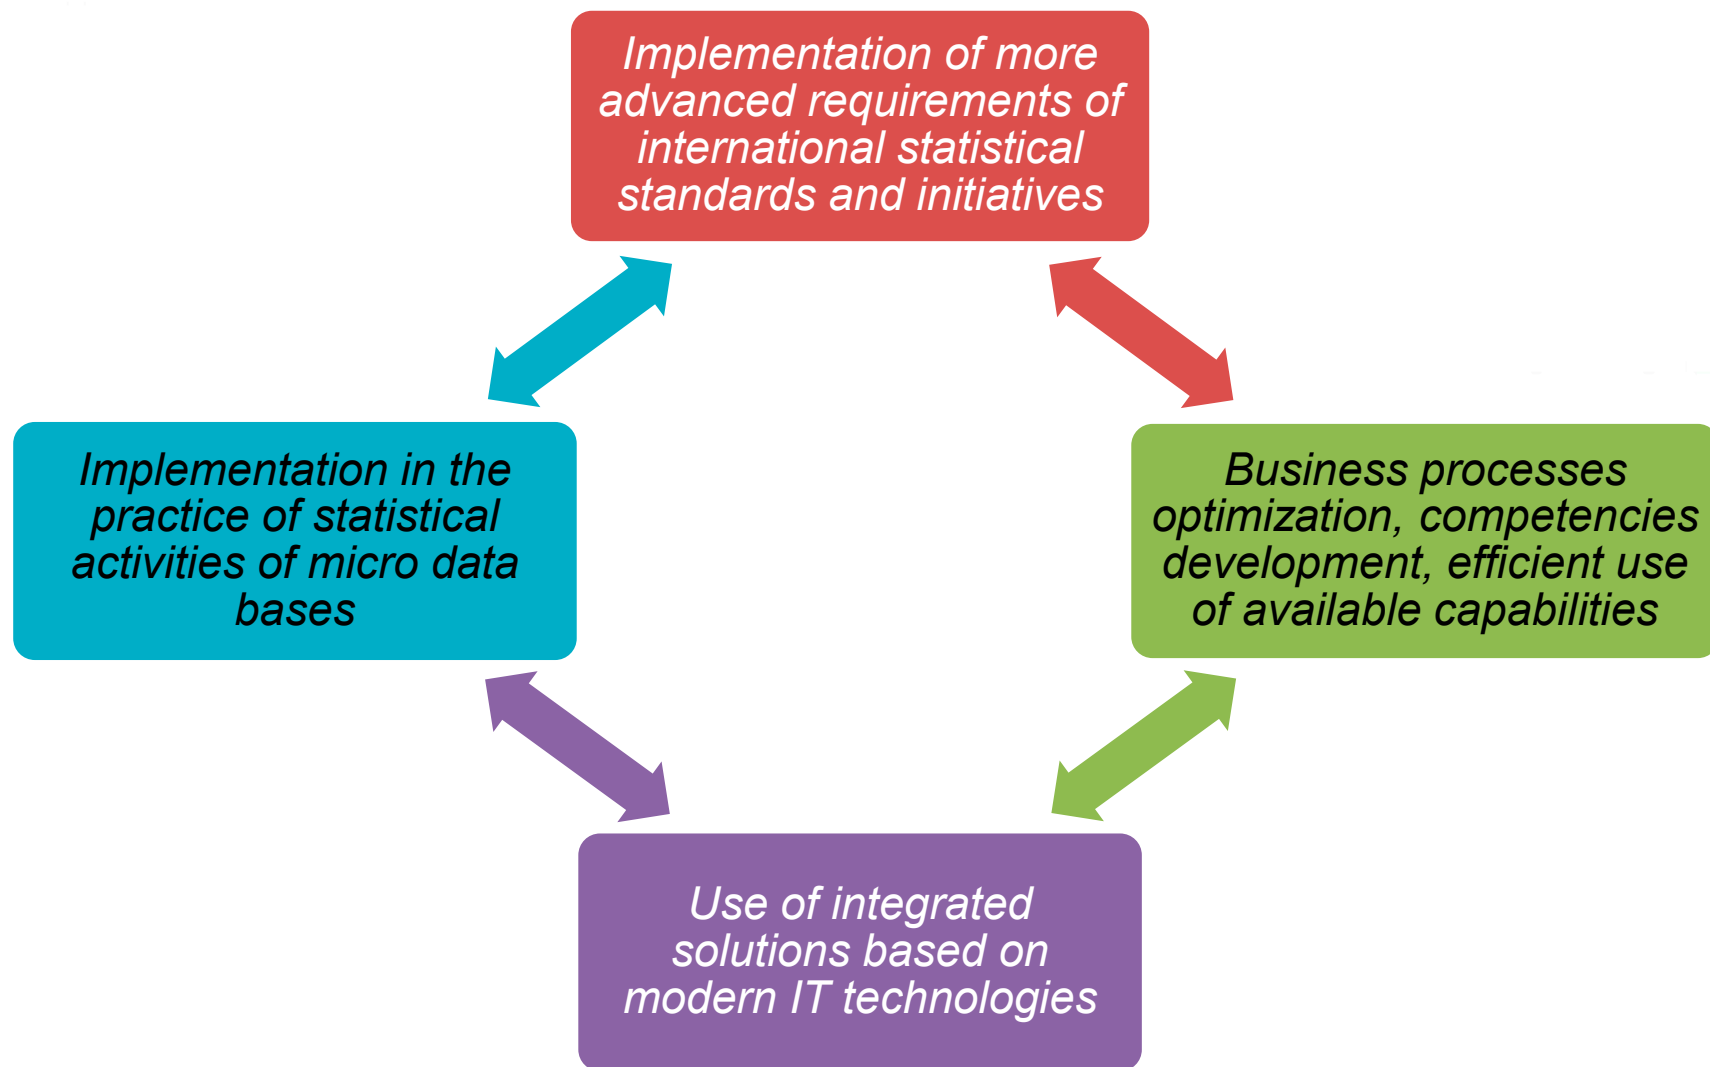 Implementation of more
advanced requirements of
international statistical
standards and initiatives
Implementation in the
practice of statistical
activities of micro data
bases
Business processes
optimization, competencies
development, efficient use
of available capabilities
Use of integrated
solutions based on
modern IT technologies